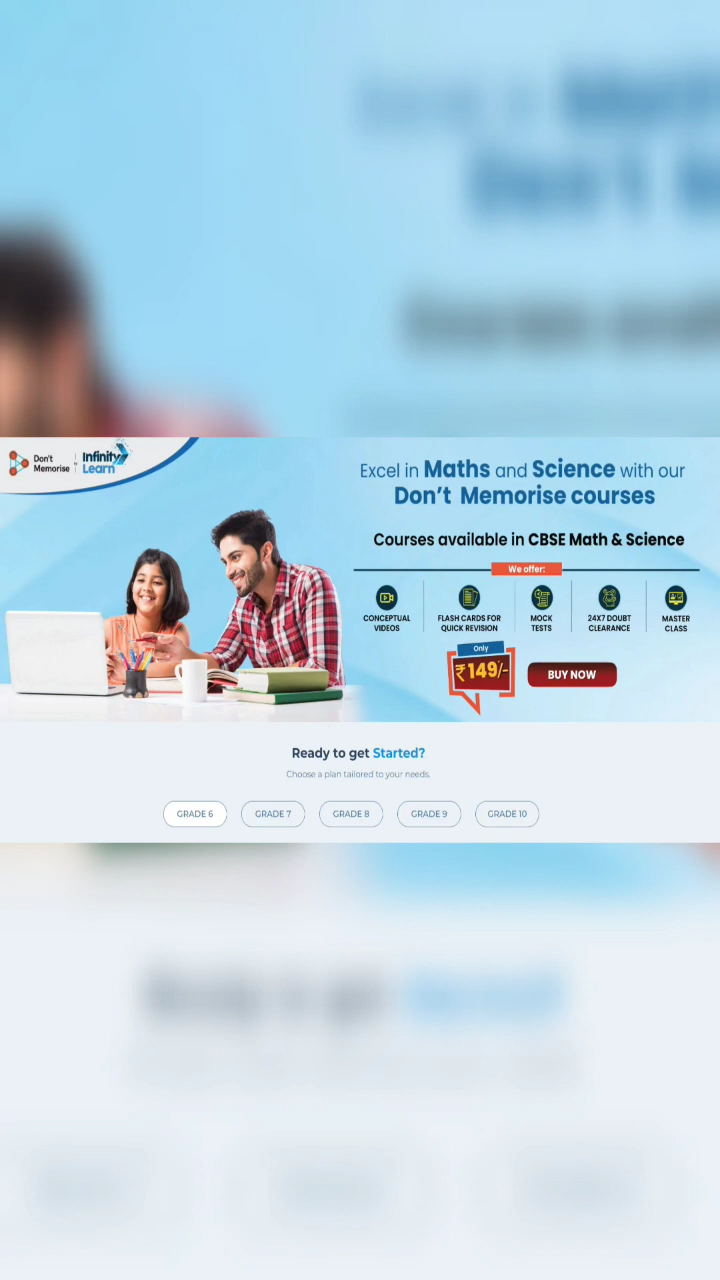 Don't
Memorise
by
Infinity
Learn
Excel in Maths and Science with our
Don't Memorise courses
Courses available in CBSE Math & Science
We offer:
CONCEPTUAL
VIDEOS
FLASH CARDS FOR
QUICK REVISION
MOCK
TESTS
24X7 DOUBT
CLEARANCE
MASTER
CLASS
Only
₹149/-
BUY NOW
Ready to get Started?
Choose a plan tailored to your needs.
GRADE 6
GRADE 7
GRADE 8
GRADE 9
GRADE 10